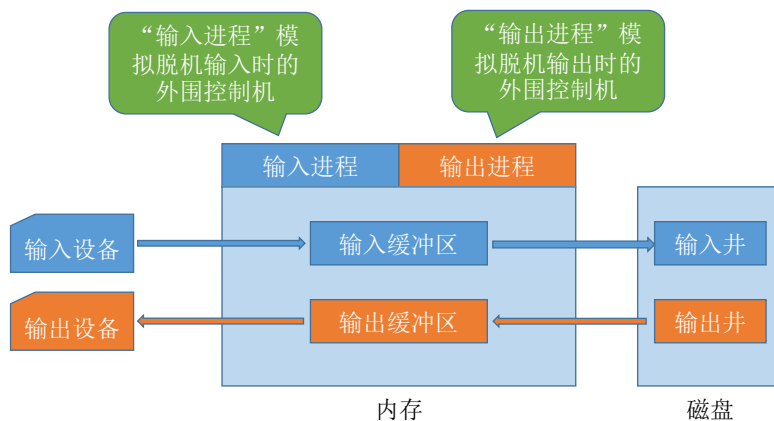 “输入进程”模
拟脱机输入时的
外围控制机
“输出进程”模
拟脱机输出时的
外围控制机
输入进程
输出进程
输入设备
输入缓冲区
输入井
输出设备
输出缓冲区
输出井
内存
磁盘